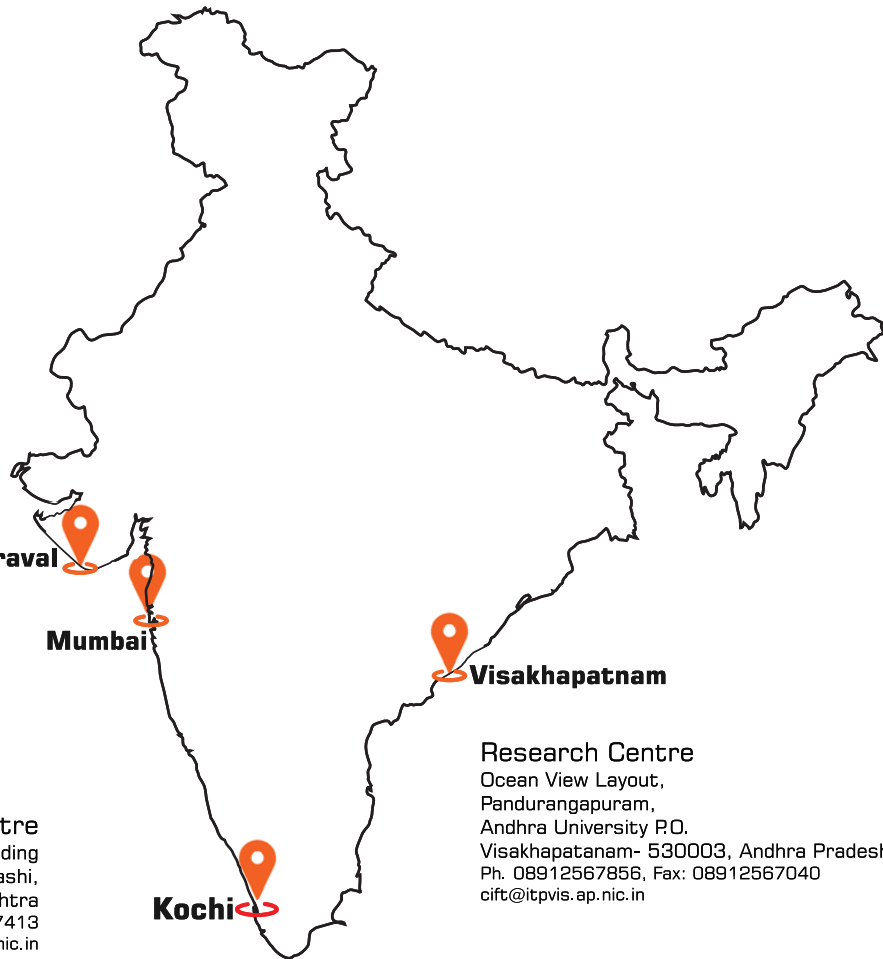 raval
Mumbai
Visakhapatnam
Research Centre
Ocean View Layout,
Pandurangapuram,
Andhra University P.O.
Visakhapatanam- 530003, Andhra Pradesh
Ph. 08912567856, Fax: 08912567040
cift@itpvis.ap.nic.in
tre
ding
ashi,
htra
7413
nic.in
Kochi